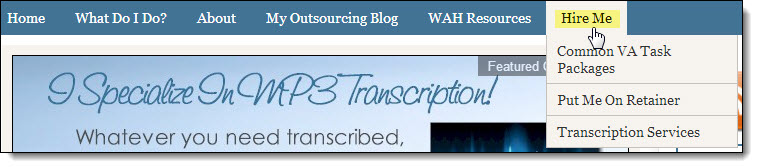 Home What Do I Do? About My Outsourcing Blog WAH Resources Hire Me
Common VA Task
Packages
Put Me On Retainer
Transcription Services
Featured
I Specialize In MP3 Transcription!
Whatever you need transcribed,